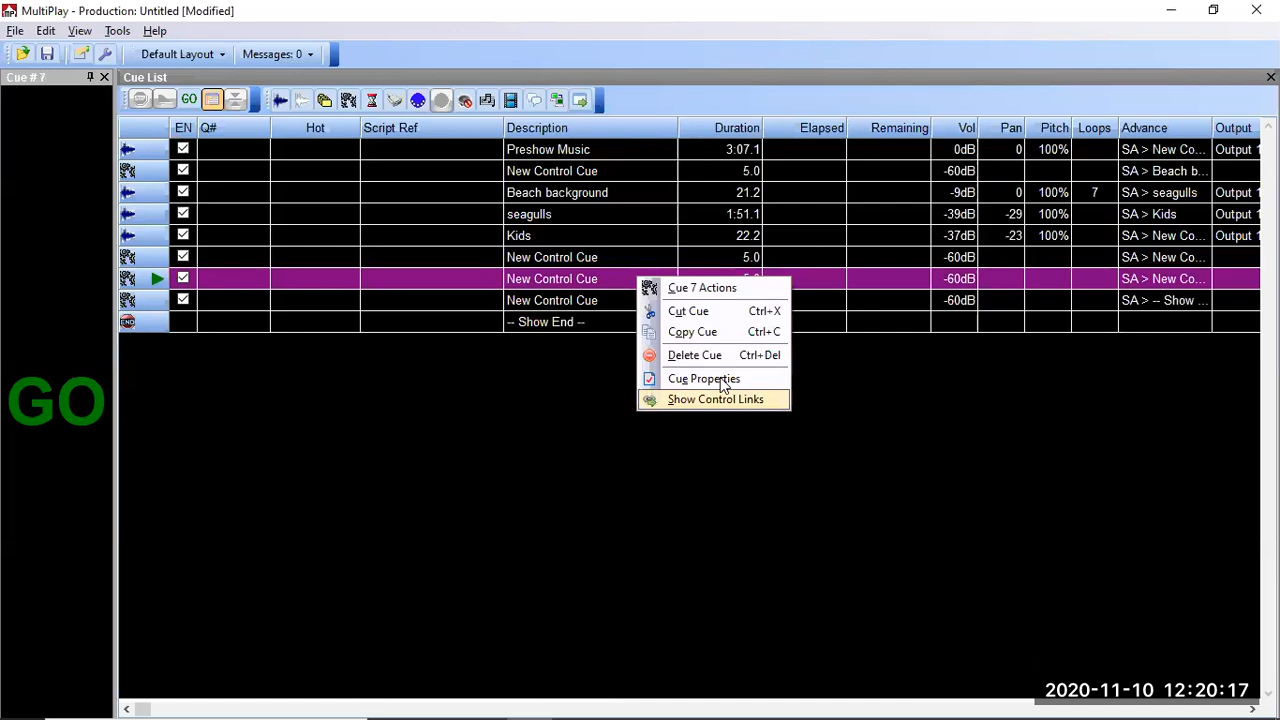 MultiPlay - Production: Untitled [Modified]
File Edit View Tools Help
Default Layout Messages: 0
Cue # 7 Cue List
GO
EN Q# Hot Script Ref Description Duration Elapsed Remaining Vol Pan Pitch Loops Advance Output
Preshow Music 3:07.1 0dB 0 100% SA > New Co... Output 1
New Control Cue 5.0 -60dB SA > Beach b...
Beach background 21.2 -9dB 0 100% 7 SA > seagulls Output 1
seagulls 1:51.1 -39dB -29 100% SA > Kids Output 1
Kids 22.2 -37dB -23 100% SA > New Co... Output 1
New Control Cue 5.0 -60dB SA > New Co...
New Control Cue -60dB SA > New Co...
New Control Cue -60dB SA > -- Show ...
END -- Show End --
Cue 7 Actions
Cut Cue Ctrl+X
Copy Cue Ctrl+C
Delete Cue Ctrl+Del
Cue Properties
Show Control Links
GO
2020-11-10 12:20:17